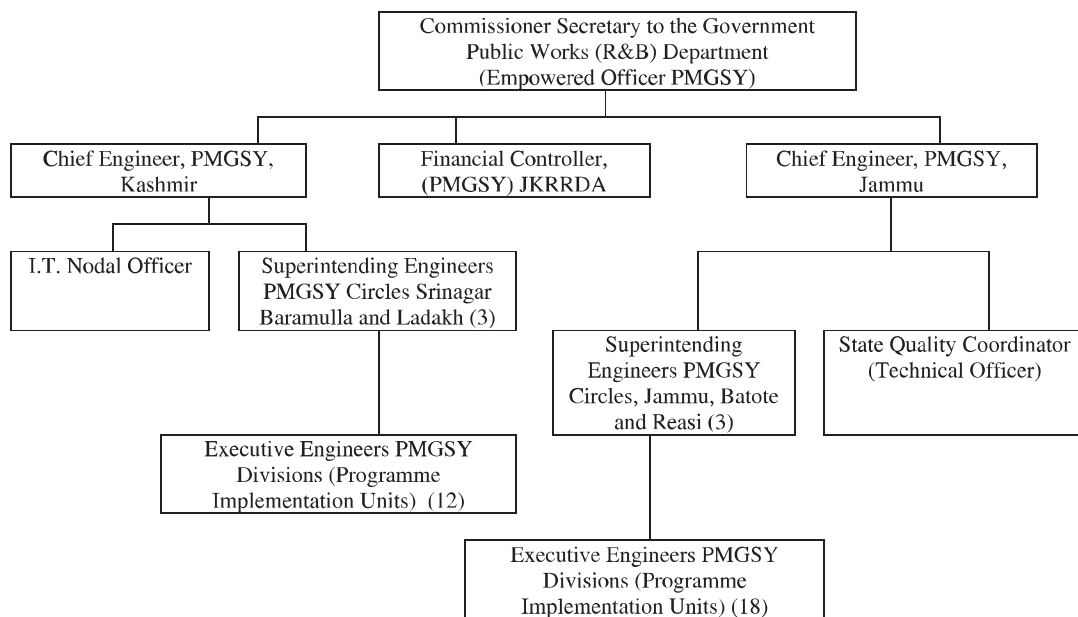 Commissioner Secretary to the Government
Public Works (R&B) Department
(Empowered Officer PMGSY)
Chief Engineer, PMGSY,
Kashmir
Financial Controller,
(PMGSY) JKRRDA
Chief Engineer, PMGSY,
Jammu
I.T. Nodal Officer
Superintending Engineers
PMGSY Circles Srinagar
Baramulla and Ladakh (3)
Superintending
Engineers PMGSY
Circles, Jammu, Batote
and Reasi (3)
State Quality Coordinator
(Technical Officer)
Executive Engineers PMGSY
Divisions (Programme
Implementation Units) (12)
Executive Engineers PMGSY
Divisions (Programme
Implementation Units) (18)